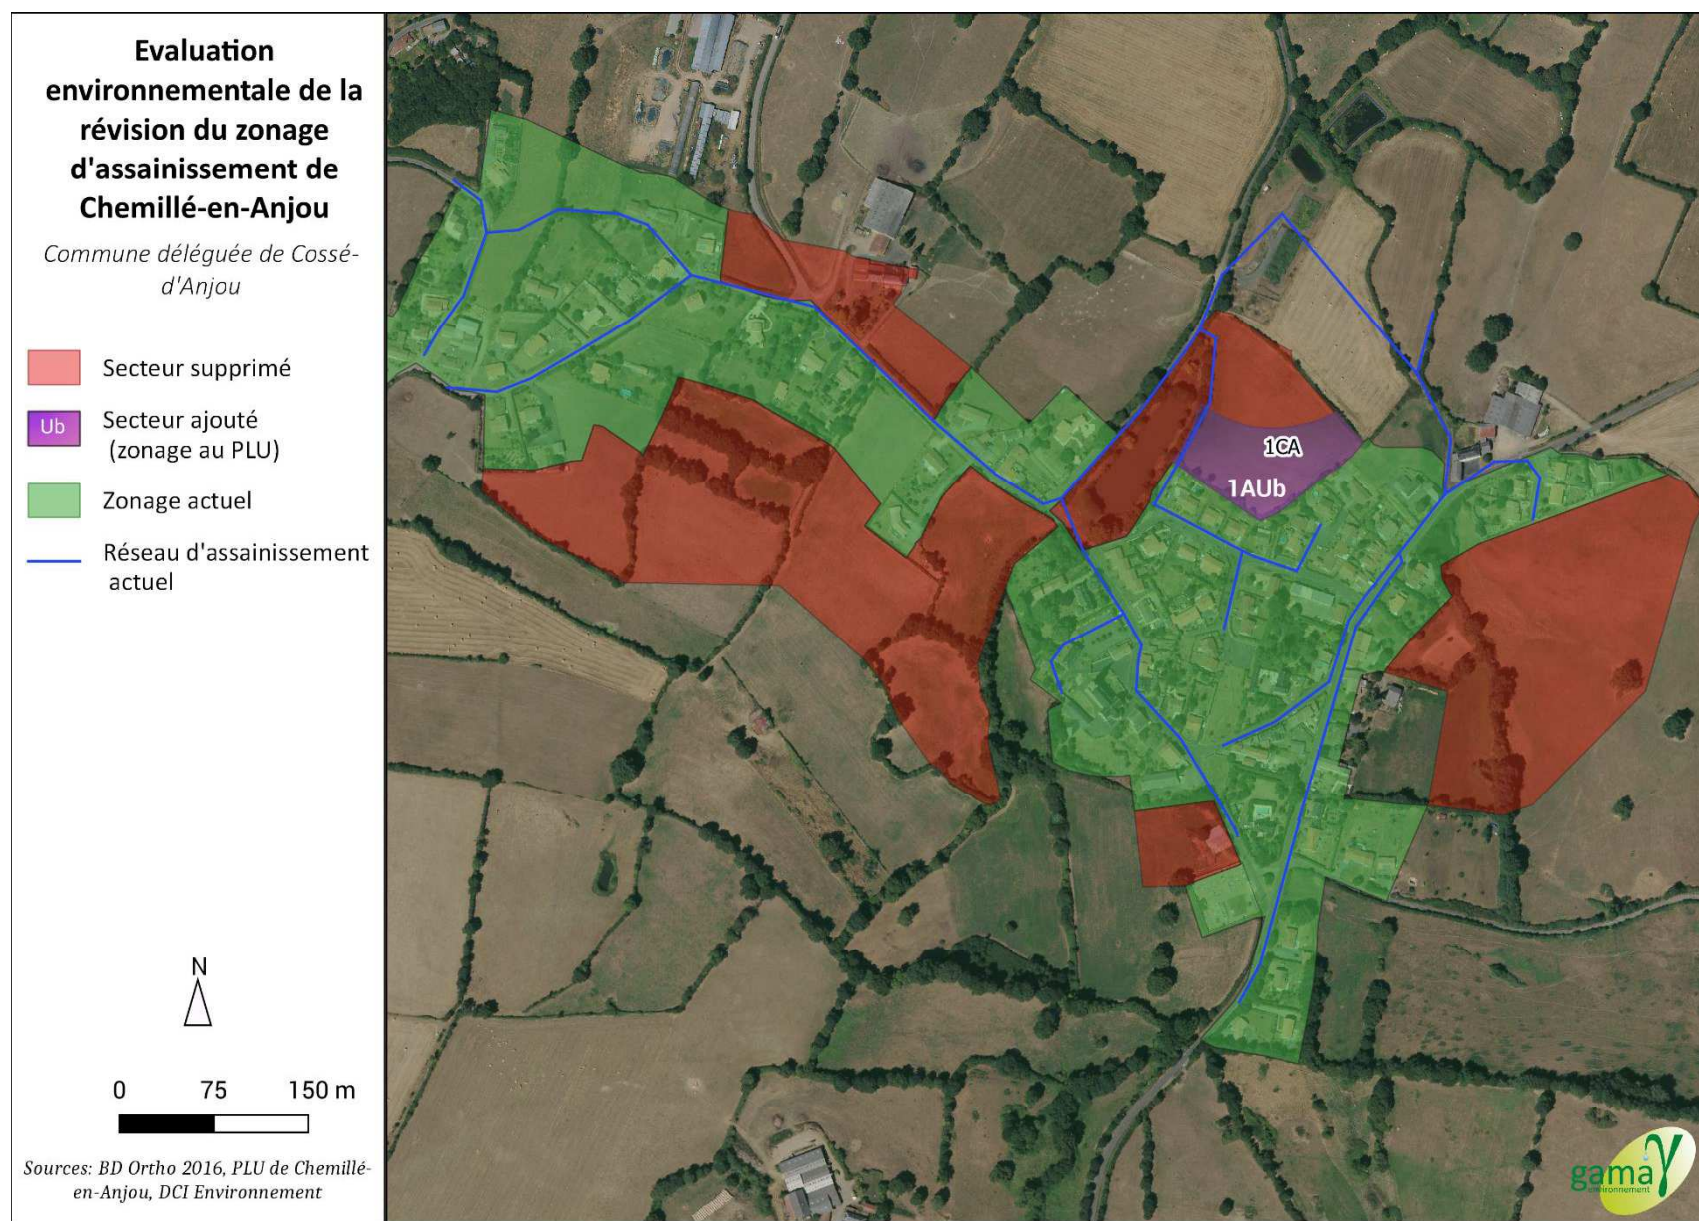 Evaluation
environnementale de la
révision du zonage
d'assainissement de
Chemillé-en-Anjou
Commune déléguée de Cossé-
d'Anjou
Secteur supprimé
Ub
Secteur ajouté
(zonage au PLU)
Zonage actuel
Réseau d'assainissement
actuel
N
0 75 150 m
Sources: BD Ortho 2016, PLU de Chemillé-
en-Anjou, DCI Environnement
1CA
1AUb
gama
environnement